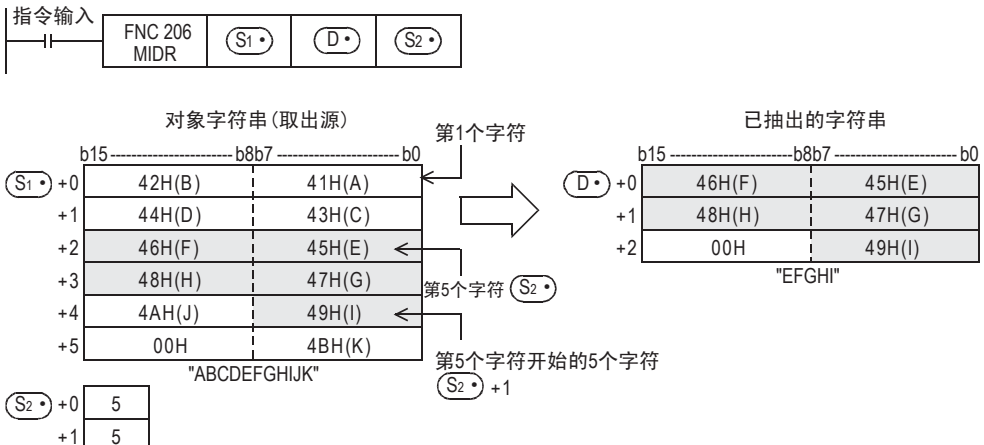 指令输入
FNC 206
MIDR
S1•
D•
S2•
对象字符串(取出源)
第1个字符
b15 ---------------------- b8b7 ---------------------- b0
S1• +0 42H(B) 41H(A)
+1 44H(D) 43H(C)
+2 46H(F) 45H(E)
+3 48H(H) 47H(G)
+4 4AH(J) 49H(I)
+5 00H 4BH(K)
"ABCDEFGHIJK"
第5个字符 S2•
第5个字符开始的5个字符
S2• +1
已抽出的字符串
b15 ----------------------b8b7 ---------------------- b0
D• +0 46H(F) 45H(E)
+1 48H(H) 47H(G)
+2 00H 49H(I)
"EFGHI"
S2• +0 5
+1 5